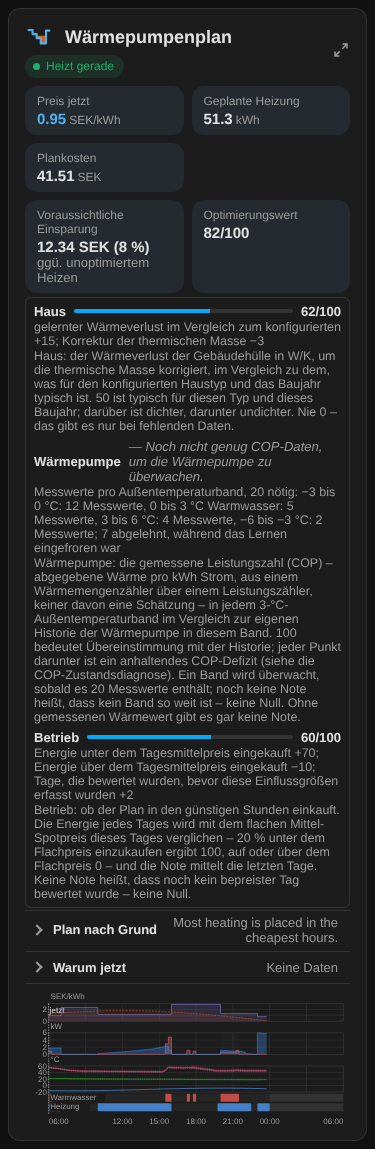 Wärmepumpenplan
Heizt gerade
Preis jetzt
0.95 SEK/kWh
Geplante Heizung
51.3 kWh
Plankosten
41.51 SEK
Voraussichtliche
Einsparung
12.34 SEK (8 %)
ggü. unoptimiertem
Heizen
Optimierungswert
82/100
Haus 62/100
gelernter Wärmeverlust im Vergleich zum konfigurierten
+15; Korrektur der thermischen Masse −3
Haus: der Wärmeverlust der Gebäudehülle in W/K, um
die thermische Masse korrigiert, im Vergleich zu dem,
was für den konfigurierten Haustyp und das Baujahr
typisch ist. 50 ist typisch für diesen Typ und dieses
Baujahr; darüber ist dichter, darunter undichter. Nie 0 –
das gibt es nur bei fehlenden Daten.
Wärmepumpe
— Noch nicht genug COP-Daten,
um die Wärmepumpe zu
überwachen.
Messwerte pro Außentemperaturband, 20 nötig: −3 bis
0 °C: 12 Messwerte, 0 bis 3 °C Warmwasser: 5
Messwerte, 3 bis 6 °C: 4 Messwerte, −6 bis −3 °C: 2
Messwerte; 7 abgelehnt, während das Lernen
eingefroren war
Wärmepumpe: die gemessene Leistungszahl (COP) –
abgegebene Wärme pro kWh Strom, aus einem
Wärmemengenzähler über einem Leistungszähler,
keiner davon eine Schätzung – in jedem 3-°C-
Außentemperaturband im Vergleich zur eigenen
Historie der Wärmepumpe in diesem Band. 100
bedeutet Übereinstimmung mit der Historie; jeder Punkt
darunter ist ein anhaltendes COP-Defizit (siehe die
COP-Zustandsdiagnose). Ein Band wird überwacht,
sobald es 20 Messwerte enthält; noch keine Note
heißt, dass kein Band so weit ist – keine Null. Ohne
gemessenen Wärmewert gibt es gar keine Note.
Betrieb 60/100
Energie unter dem Tagesmittelpreis eingekauft +70;
Energie über dem Tagesmittelpreis eingekauft −10;
Tage, die bewertet wurden, bevor diese Einflussgrößen
erfasst wurden +2
Betrieb: ob der Plan in den günstigen Stunden einkauft.
Die Energie jedes Tages wird mit dem flachen Mittel-
Spotpreis dieses Tages verglichen – 20 % unter dem
Flachpreis einzukaufen ergibt 100, auf oder über dem
Flachpreis 0 – und die Note mittelt die letzten Tage.
Keine Note heißt, dass noch kein bepreister Tag
bewertet wurde – keine Null.
Plan nach Grund
Most heating is placed in the
cheapest hours.
Warum jetzt
Keine Daten
SEK/kWh
2
jetzt
0
kW
6
4
2
0
°C
60
40
20
0
-20
Warmwasser
Heizung
06:00 12:00 15:00 18:00 21:00 00:00 06:00